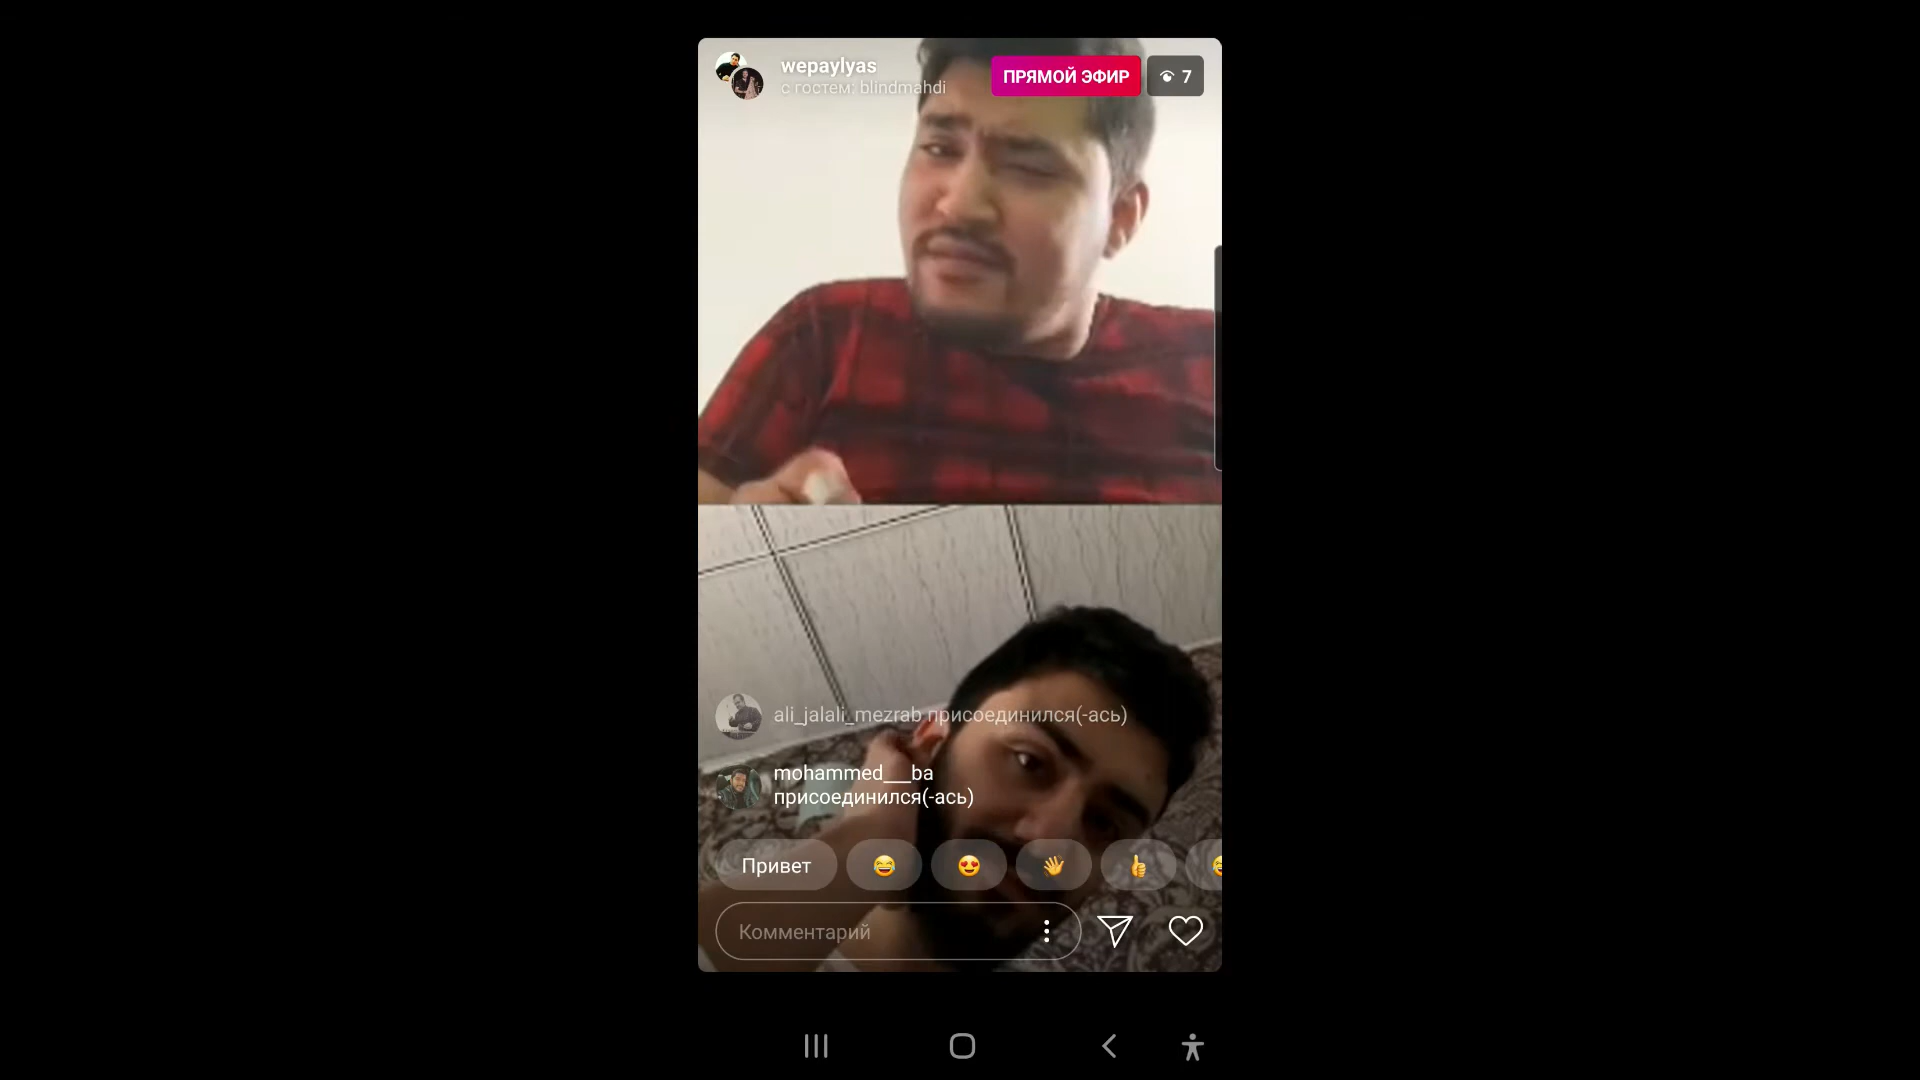 wepaylyas
с гостем: blindmahdi
ПРЯМОЙ ЭФИР
7
ali_jalali_mezrab присоединился(-ась)
mohammed___ba
присоединился(-ась)
Привет
Комментарий